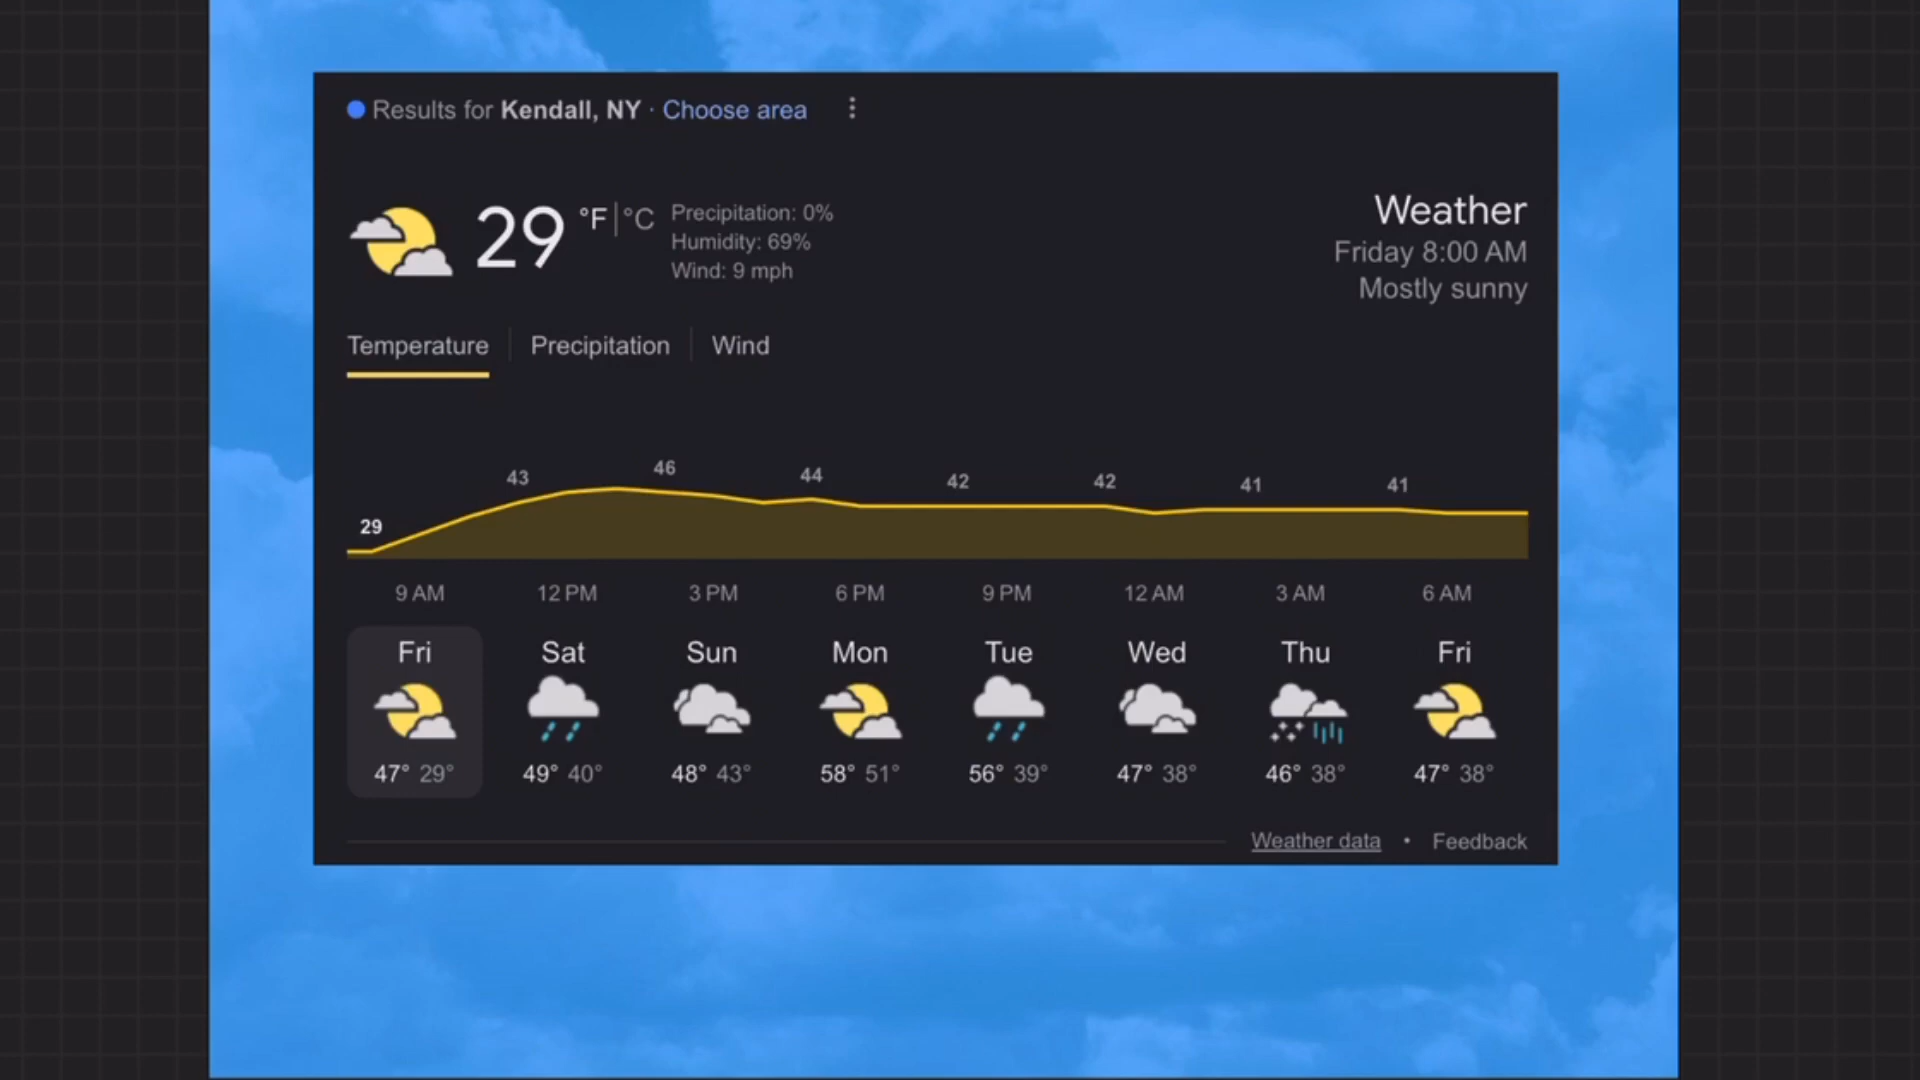 Results for Kendall, NY · Choose area
29 °F|°C
Precipitation: 0%
Humidity: 69%
Wind: 9 mph
Weather
Friday 8:00 AM
Mostly sunny
Temperature
Precipitation
Wind
29 43 46 44 42 42 41 41
9 AM 12 PM 3 PM 6 PM 9 PM 12 AM 3 AM 6 AM
Fri Sat Sun Mon Tue Wed Thu Fri
47° 29° 49° 40° 48° 43° 58° 51° 56° 39° 47° 38° 46° 38° 47° 38°
Weather data • Feedback